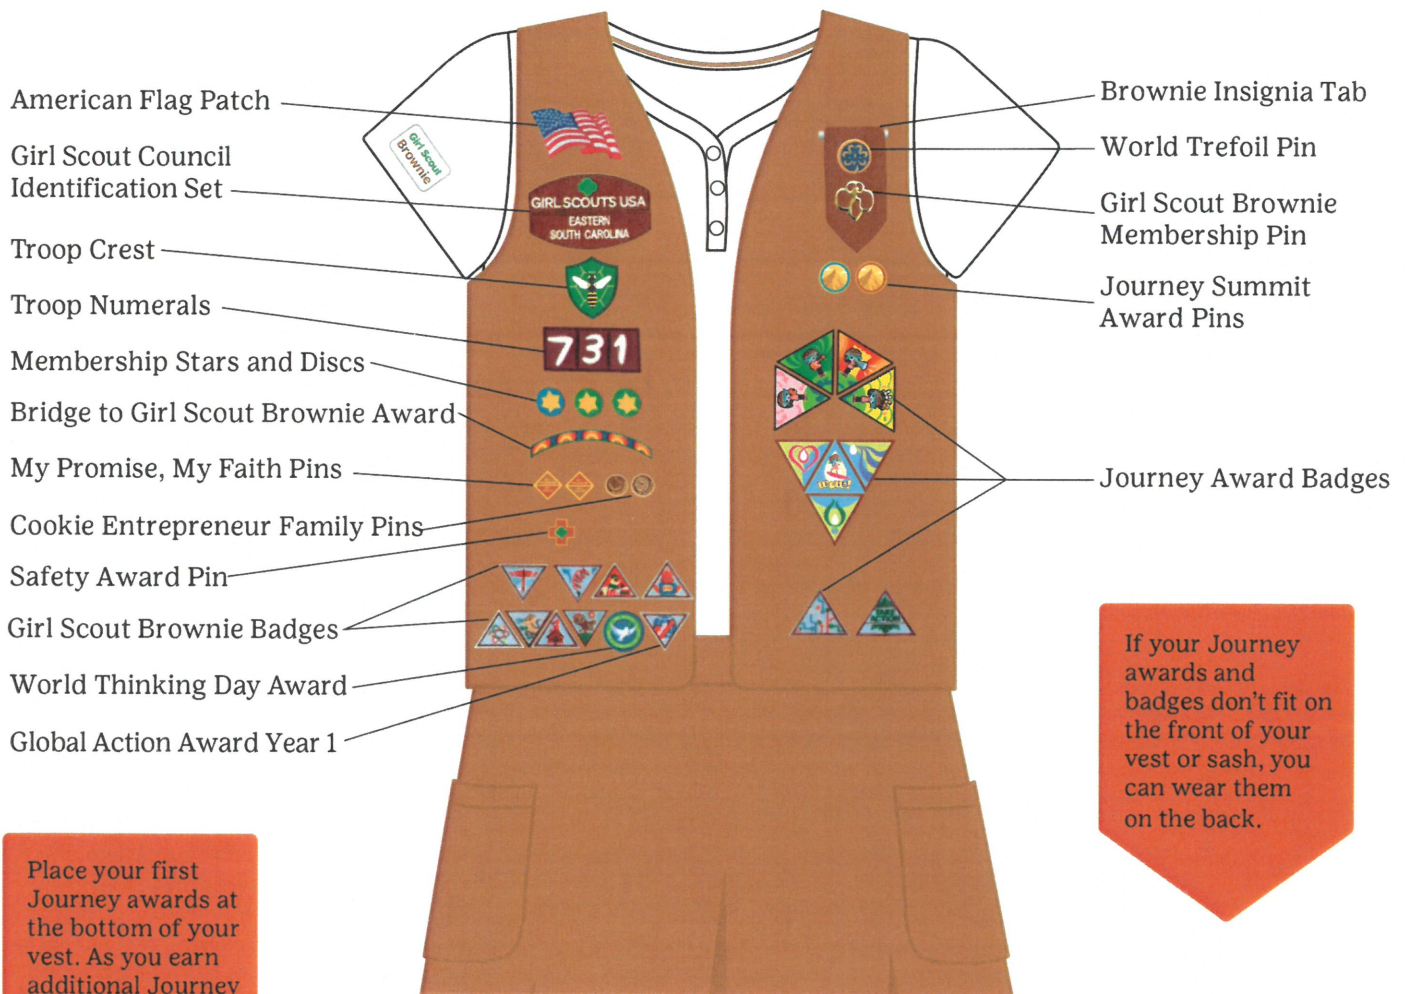 American Flag Patch
Girl Scout Council
Identification Set
Troop Crest
Troop Numerals
Membership Stars and Discs
Bridge to Girl Scout Brownie Award
My Promise, My Faith Pins
Cookie Entrepreneur Family Pins
Safety Award Pin
Girl Scout Brownie Badges
World Thinking Day Award
Global Action Award Year 1
Girl Scout
Brownie
GIRL SCOUTS USA
EASTERN
SOUTH CAROLINA
731
Brownie Insignia Tab
World Trefoil Pin
Girl Scout Brownie
Membership Pin
Journey Summit
Award Pins
Journey Award Badges
TAKE
ACTION
If your Journey
awards and
badges don't fit on
the front of your
vest or sash, you
can wear them
on the back.
Place your first
Journey awards at
the bottom of your
vest. As you earn
additional Journey